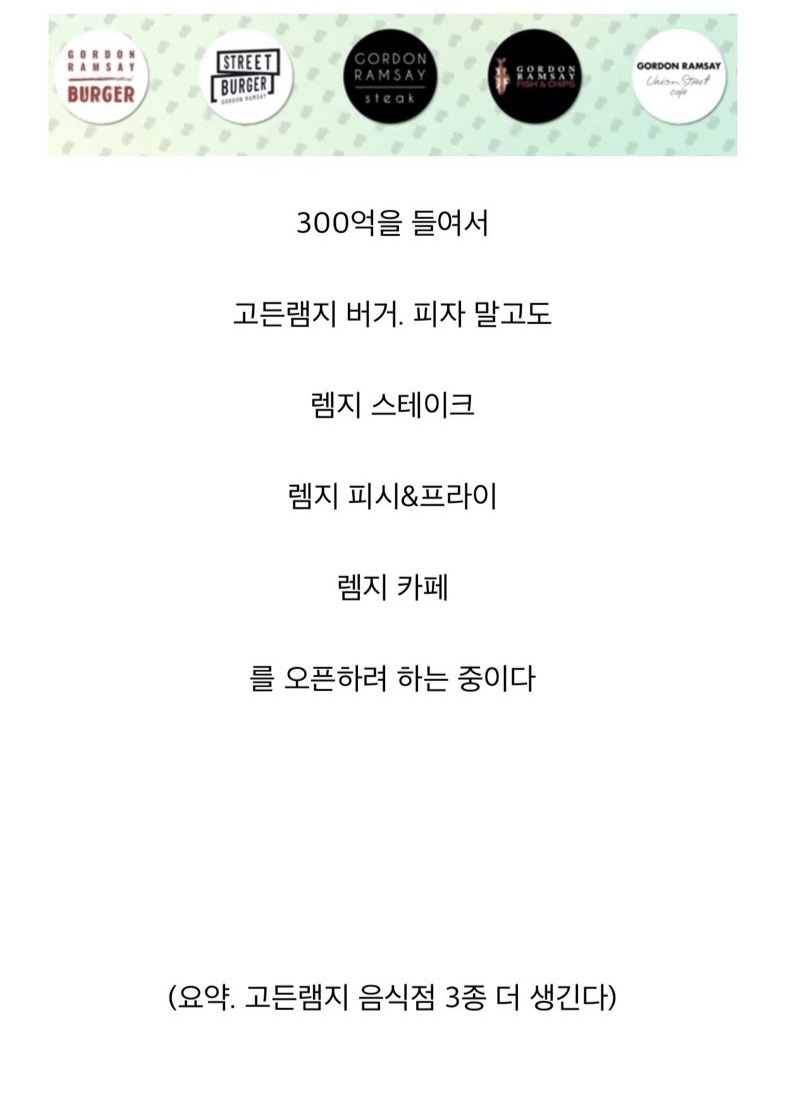 GORDON
RAMSAY
BURGER
STREET
BURGER
GORDON RAMSAY
GORDON
RAMSAY
steak
GORDON
RAMSAY
FISH & CHIPS
GORDON RAMSAY
Union Street
cafe
300억을 들여서
고든램지 버거. 피자 말고도
렘지 스테이크
렘지 피시&프라이
렘지 카페
를 오픈하려 하는 중이다
(요약. 고든램지 음식점 3종 더 생긴다)